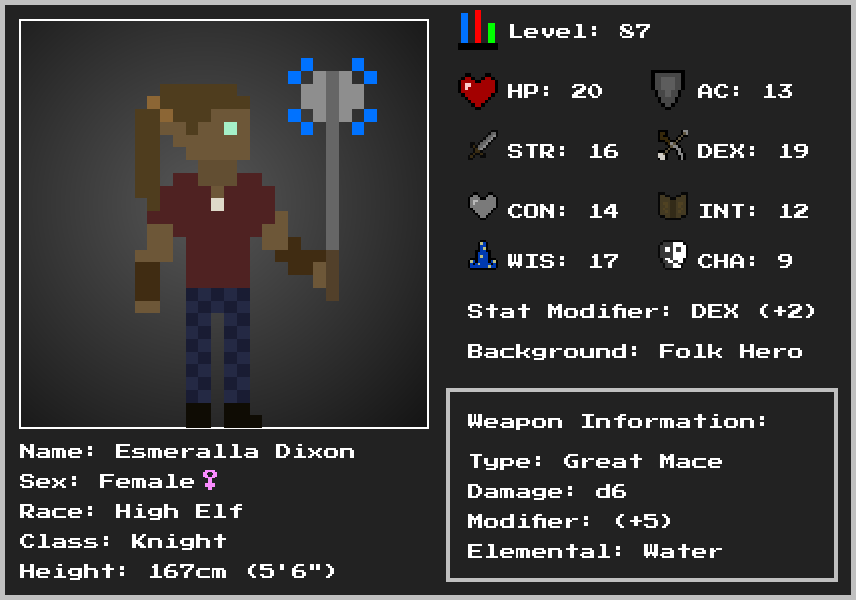 Level: 87
HP: 20
AC: 13
STR: 16
DEX: 19
CON: 14
INT: 12
WIS: 17
CHA: 9
Stat Modifier: DEX (+2)
Background: Folk Hero
Weapon Information:
Type: Great Mace
Damage: d6
Modifier: (+5)
Elemental: Water
Name: Esmeralla Dixon
Sex: Female♀
Race: High Elf
Class: Knight
Height: 167cm (5'6")